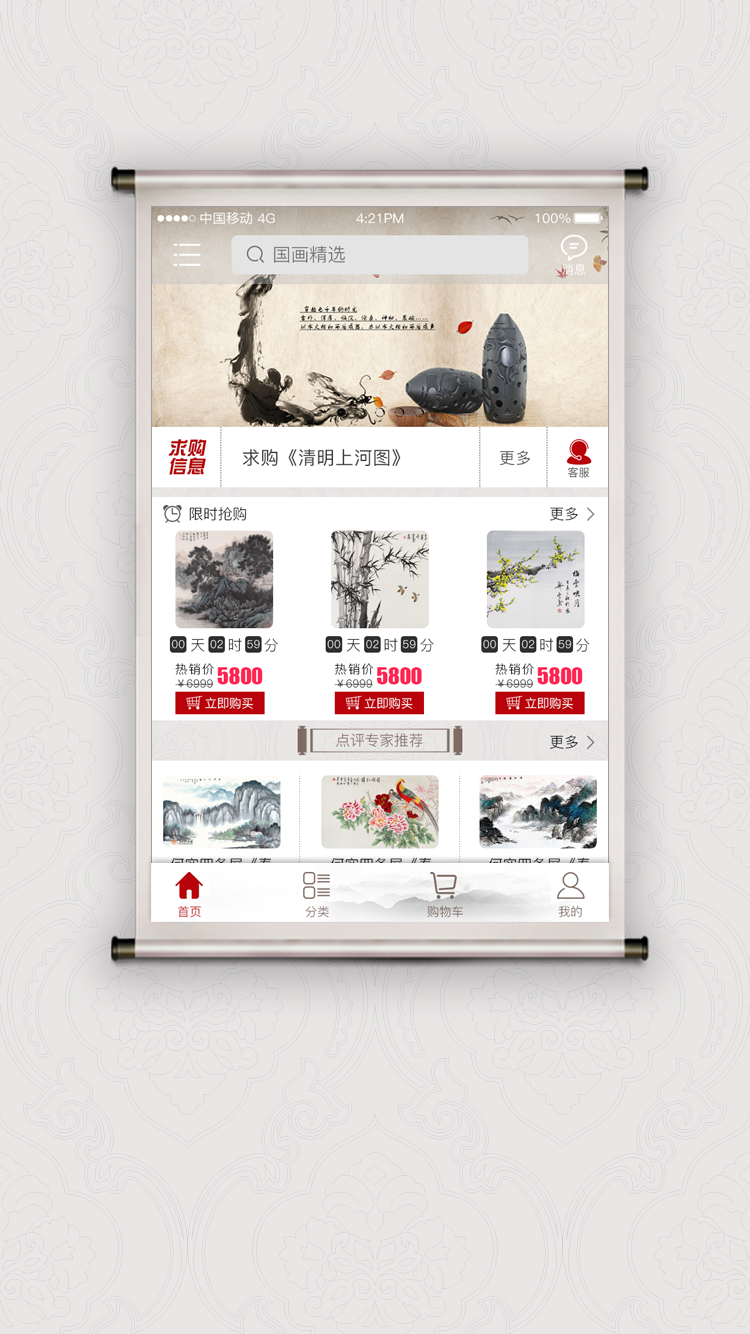 中国移动 4G
4:21PM
100%
国画精选
消息
求购
信息
求购《清明上河图》
更多
客服
限时抢购
更多
00 天 02 时 59 分
00 天 02 时 59 分
00 天 02 时 59 分
热销价
￥6999
5800
立即购买
热销价
￥6999
5800
立即购买
热销价
￥6999
5800
立即购买
点评专家推荐
更多
首页
分类
购物车
我的